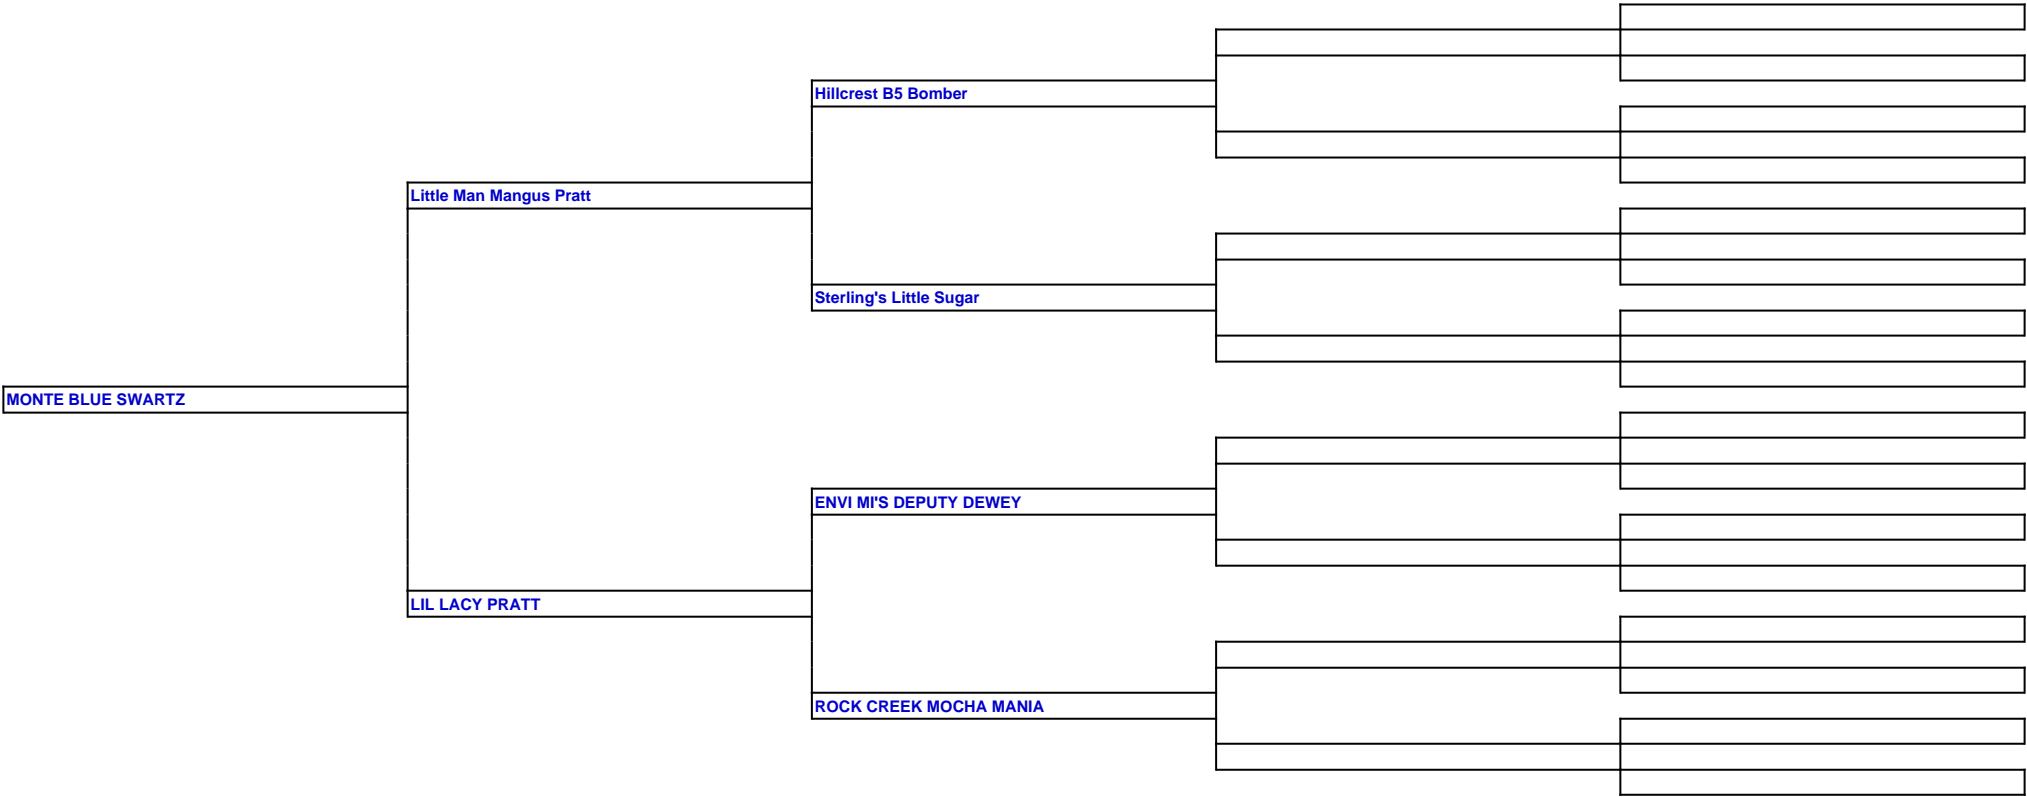 Hillcrest B5 Bomber
Little Man Mangus Pratt
Sterling's Little Sugar
MONTE BLUE SWARTZ
ENVI MI'S DEPUTY DEWEY
LIL LACY PRATT
ROCK CREEK MOCHA MANIA